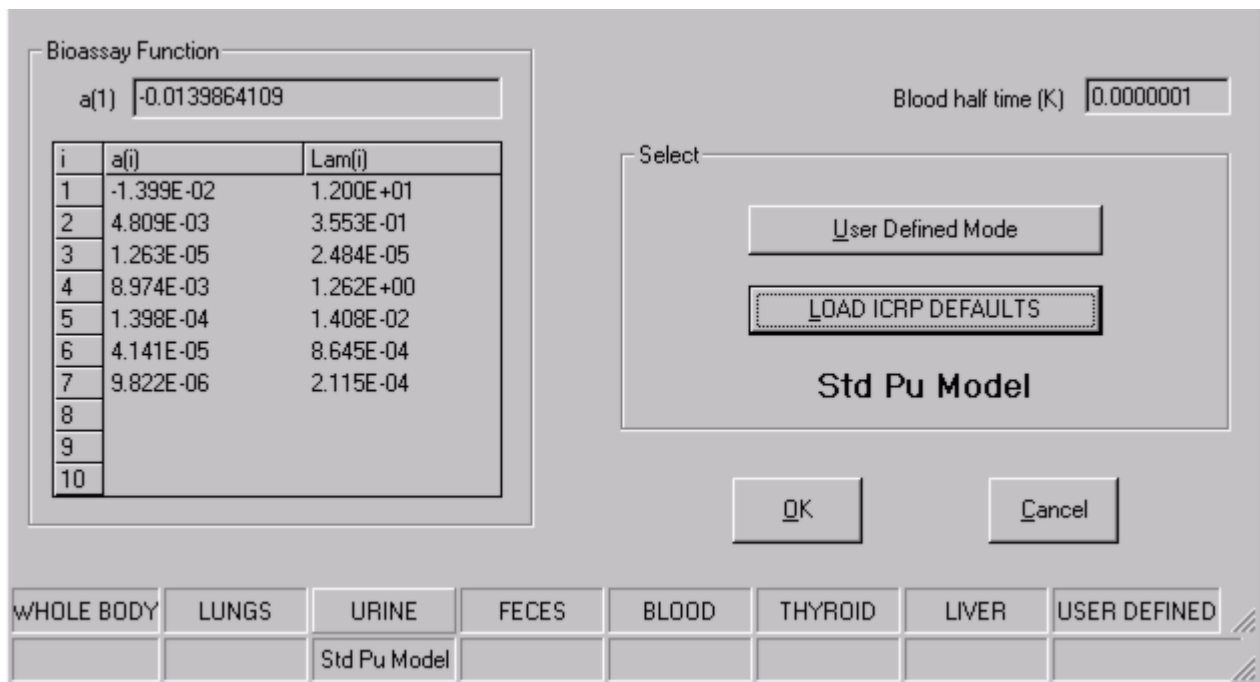 Bioassay Function
a(1) -0.0139864109
Blood half time (K) 0.0000001
i a(i) Lam(i)
1 -1.399E-02 1.200E+01
2 4.809E-03 3.553E-01
3 1.263E-05 2.484E-05
4 8.974E-03 1.262E+00
5 1.398E-04 1.408E-02
6 4.141E-05 8.645E-04
7 9.822E-06 2.115E-04
8
9
10
Select
User Defined Mode
LOAD ICRP DEFAULTS
Std Pu Model
OK Cancel
WHOLE BODY LUNGS URINE FECES BLOOD THYROID LIVER USER DEFINED
Std Pu Model